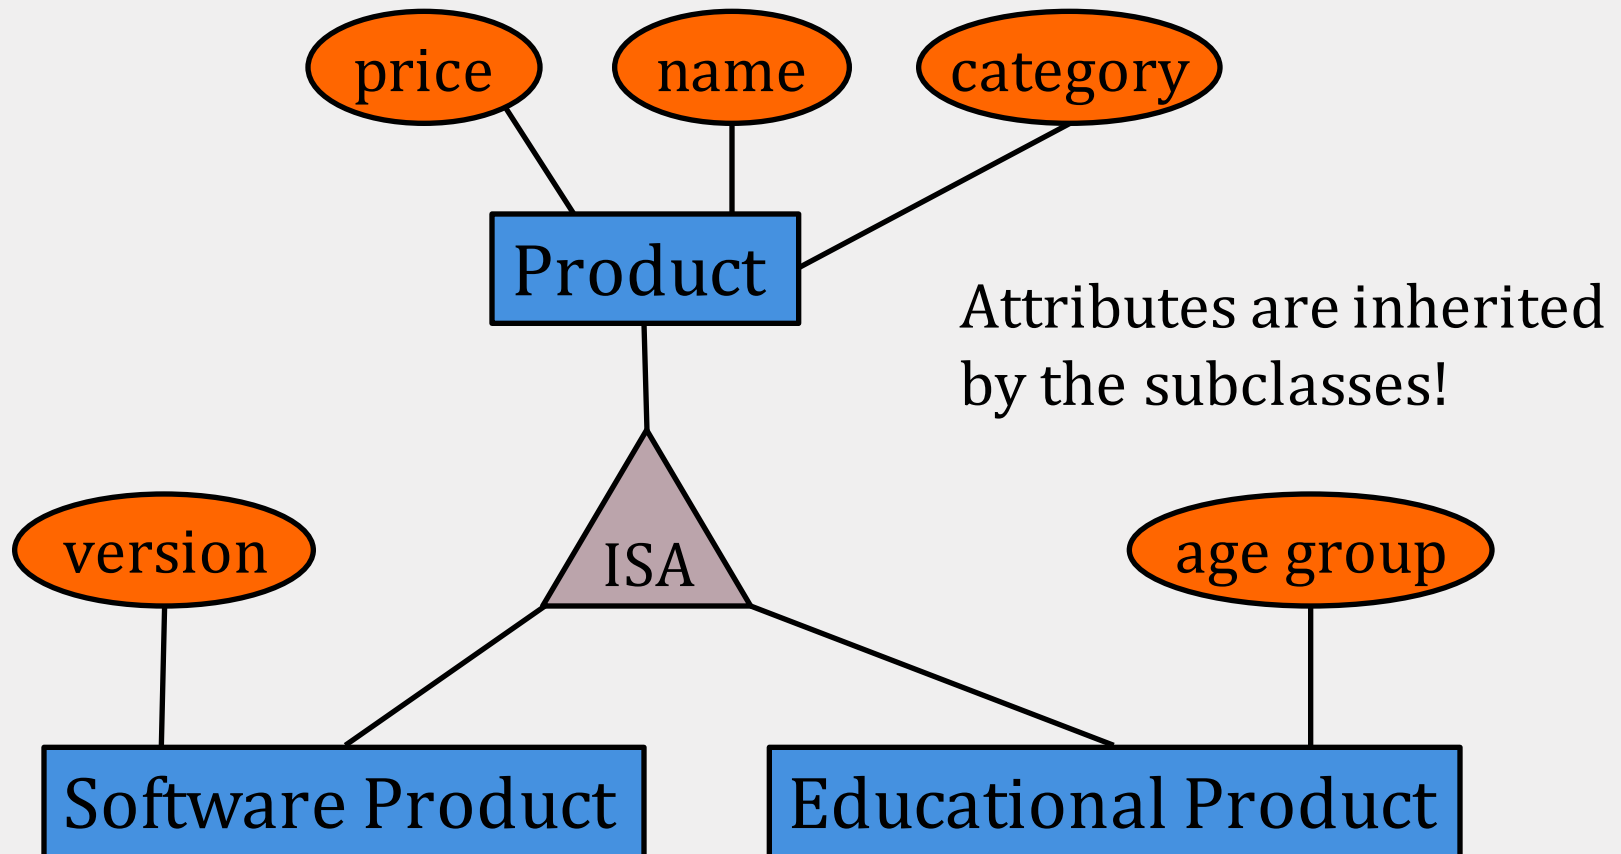 price
name
category
Product
Attributes are inherited
by the subclasses!
version
ISA
age group
Software Product
Educational Product